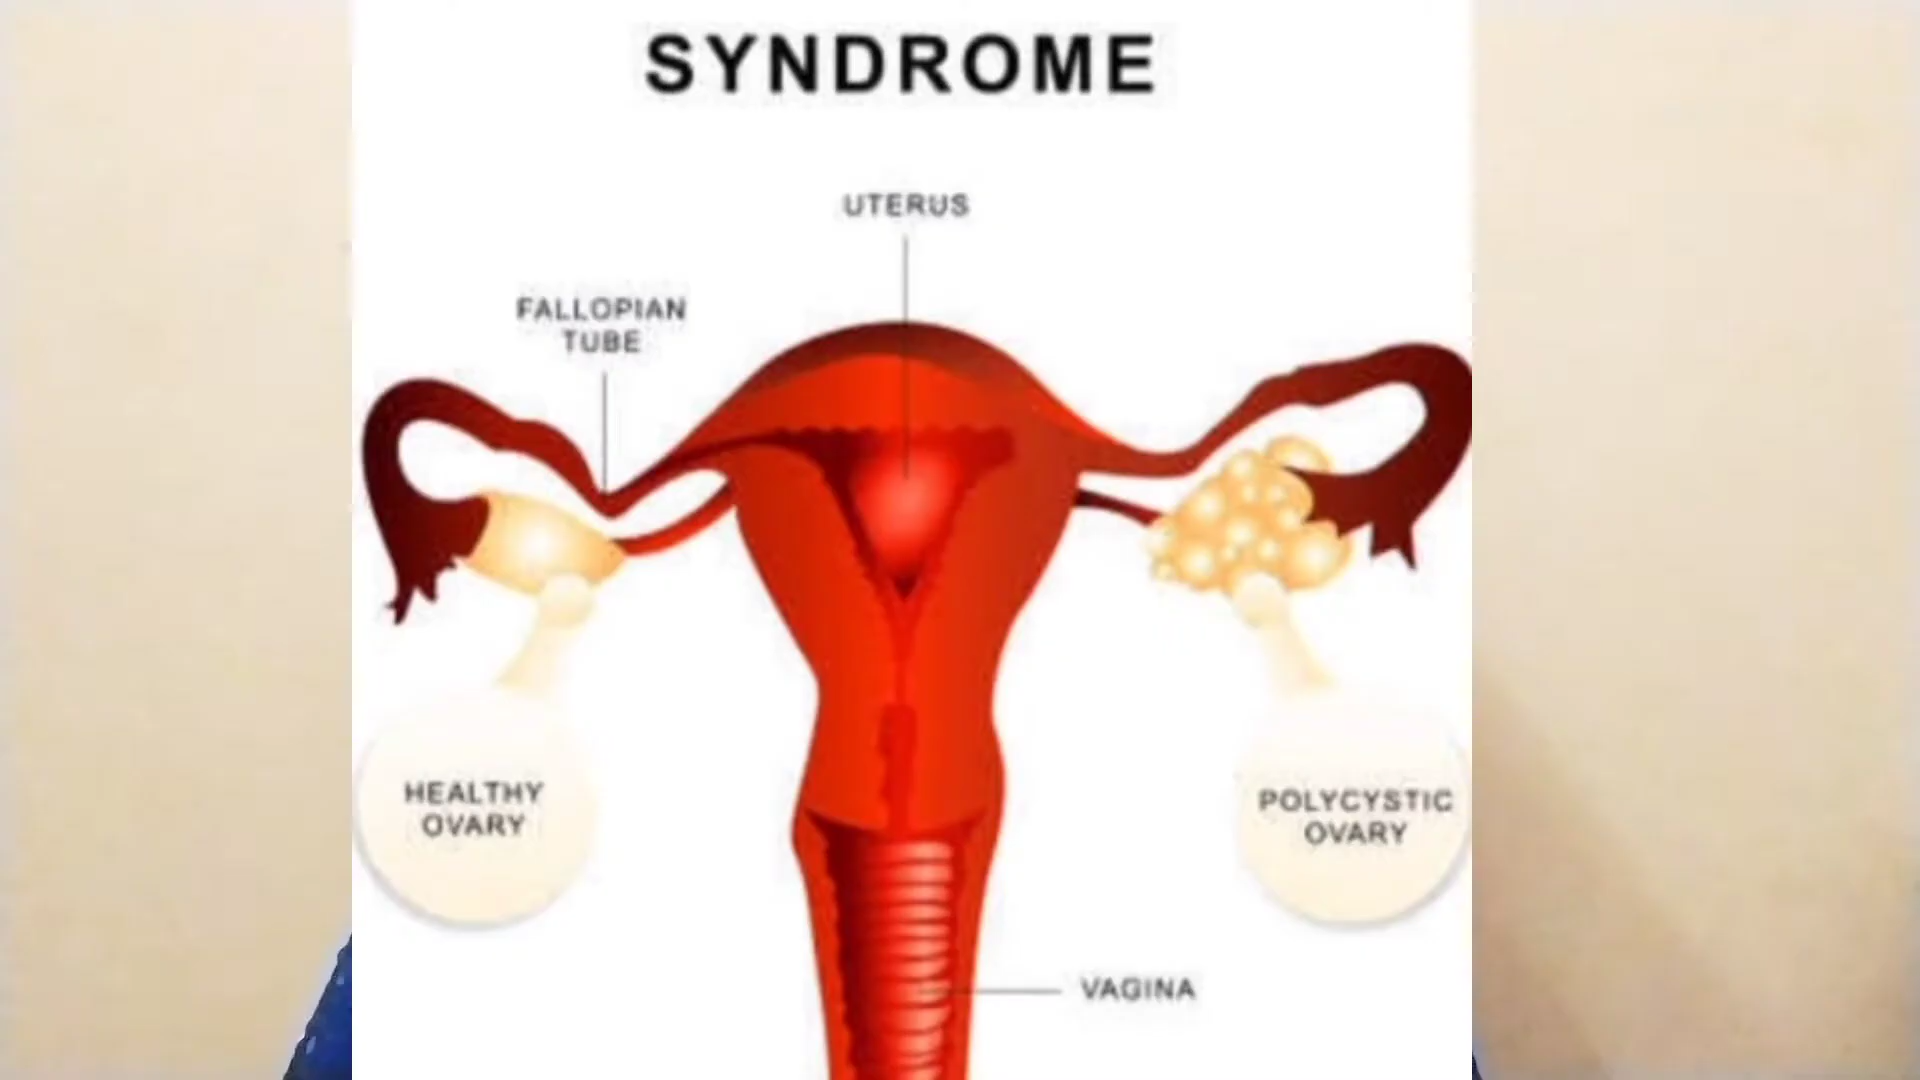 SYNDROME
UTERUS
FALLOPIAN
TUBE
HEALTHY
OVARY
POLYCYSTIC
OVARY
VAGINA